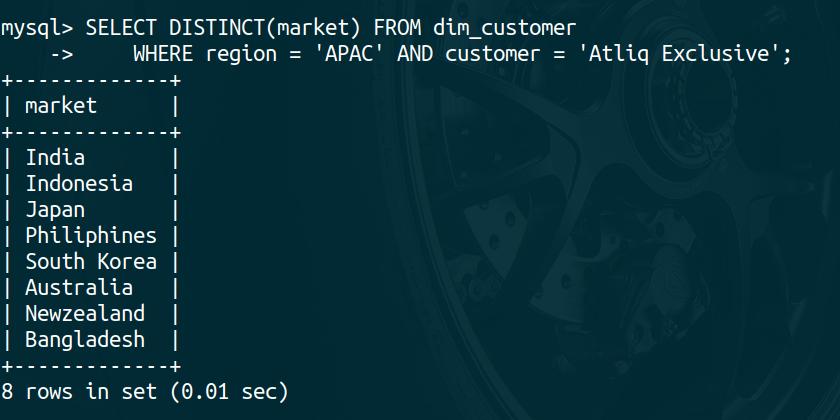 mysql> SELECT DISTINCT(market) FROM dim_customer
    ->     WHERE region = 'APAC' AND customer = 'Atliq Exclusive';
+-------------+
| market      |
+-------------+
| India       |
| Indonesia   |
| Japan       |
| Philiphines |
| South Korea |
| Australia   |
| Newzealand  |
| Bangladesh  |
+-------------+
8 rows in set (0.01 sec)